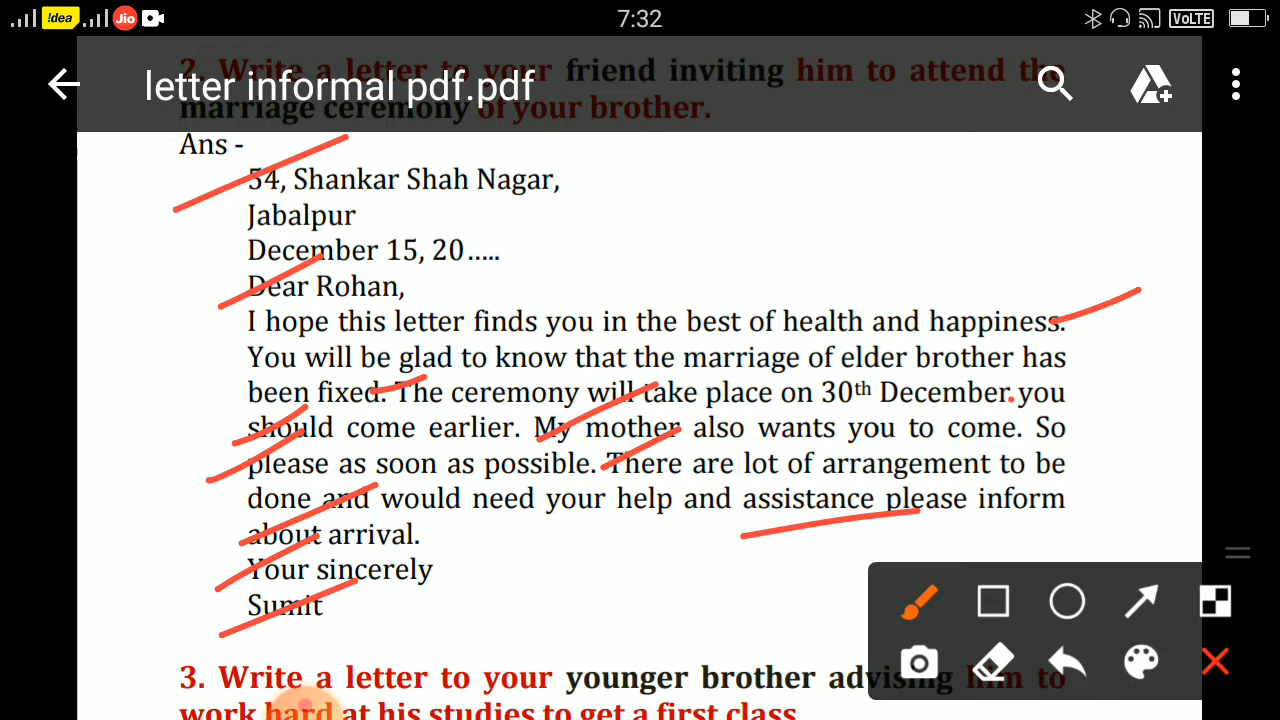 !dea Jio 7:32 VoLTE
letter informal pdf.pdf
2. Write a letter to your friend inviting him to attend the
marriage ceremony of your brother.
Ans -
54, Shankar Shah Nagar,
Jabalpur
December 15, 20.....
Dear Rohan,
I hope this letter finds you in the best of health and happiness.
You will be glad to know that the marriage of elder brother has
been fixed. The ceremony will take place on 30th December.you
should come earlier. My mother also wants you to come. So
please as soon as possible. There are lot of arrangement to be
done and would need your help and assistance please inform
about arrival.
Your sincerely
Sumit
3. Write a letter to your younger brother advising him to
work hard at his studies to get a first class